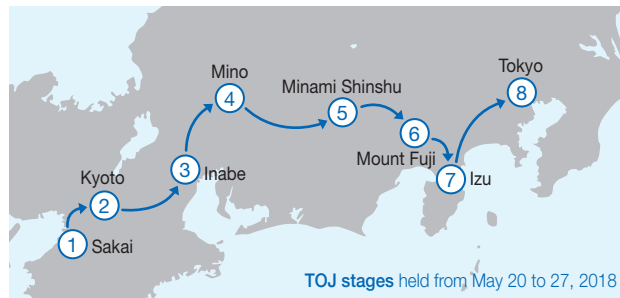 1 Sakai
2 Kyoto
3 Inabe
4 Mino
5 Minami Shinshu
6 Mount Fuji
7 Izu
8 Tokyo
TOJ stages held from May 20 to 27, 2018